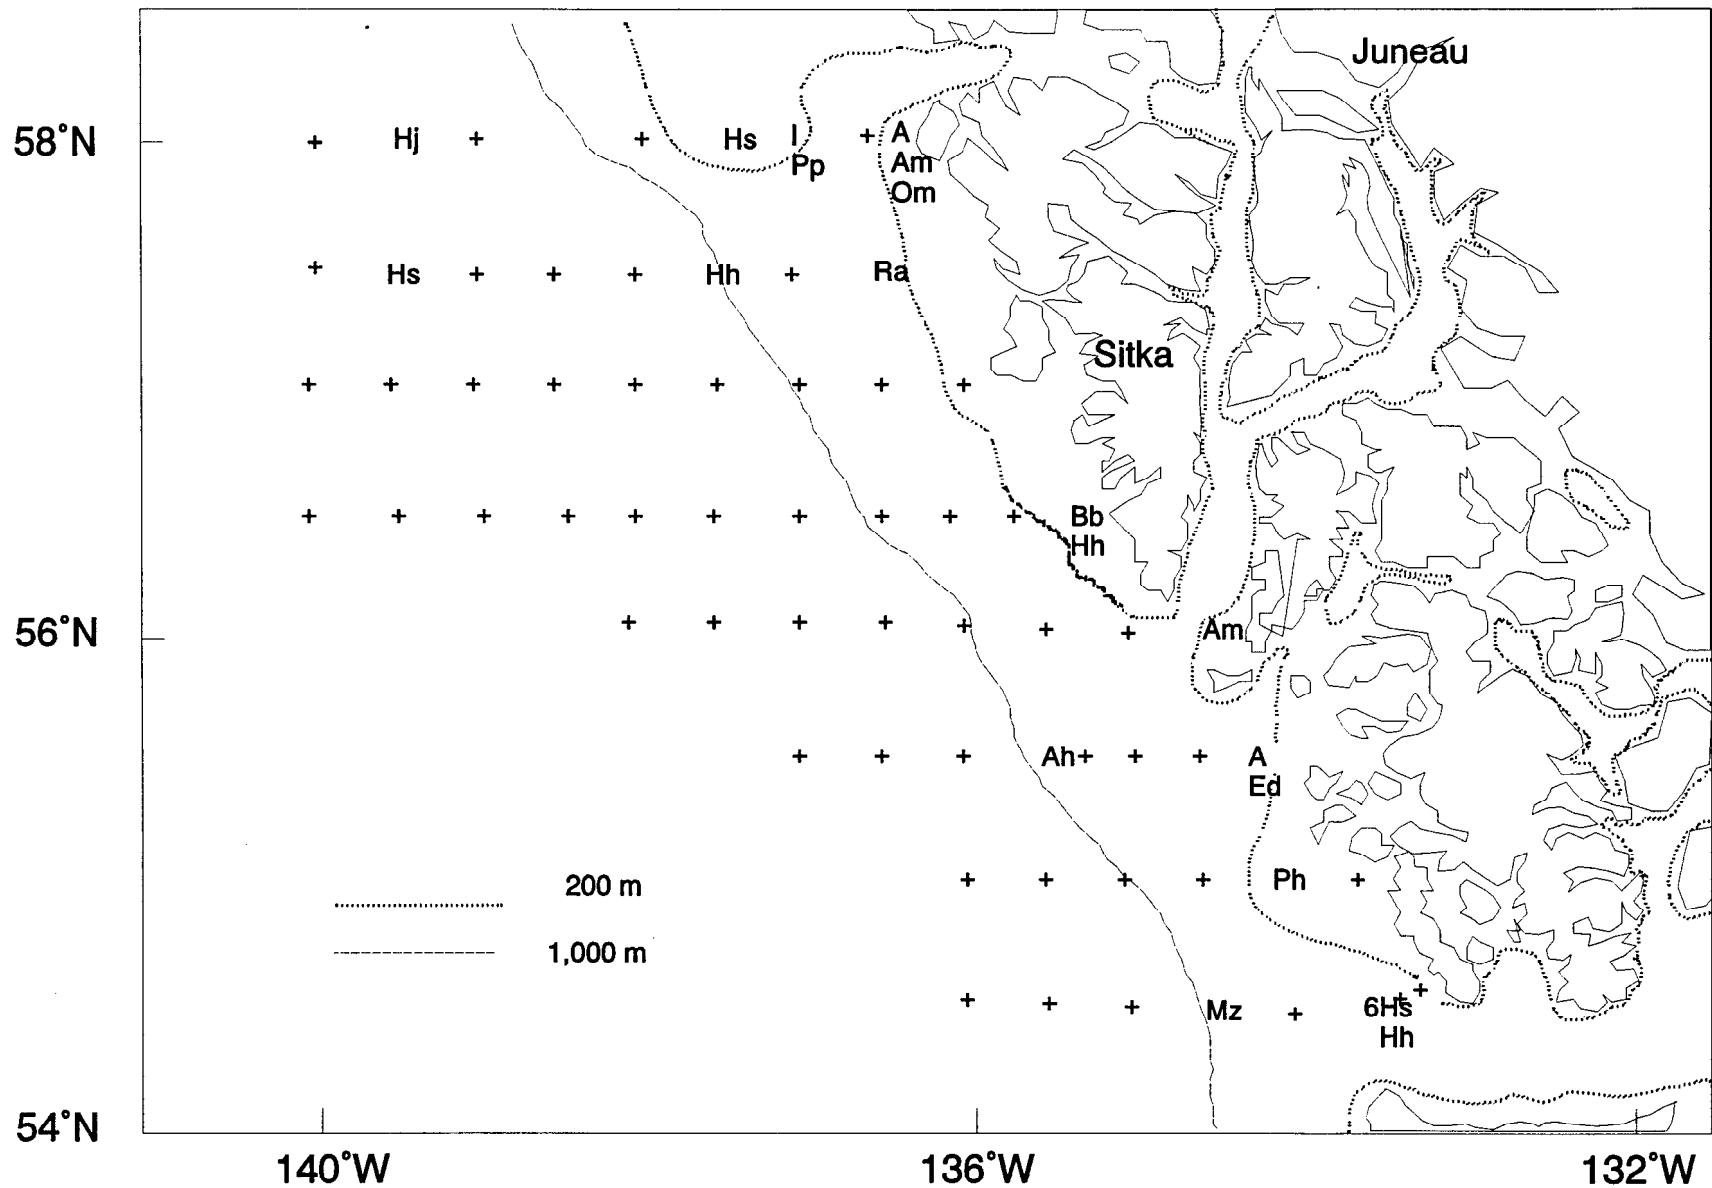 Juneau
58°N
Hj
Hs
I
A
Pp
Am
Om
Hs
Hh
Ra
Sitka
Bb
Hh
56°N
Am
Ah
A
Ed
200 m
Ph
1,000 m
Mz
6Hs
Hh
54°N
140°W
136°W
132°W